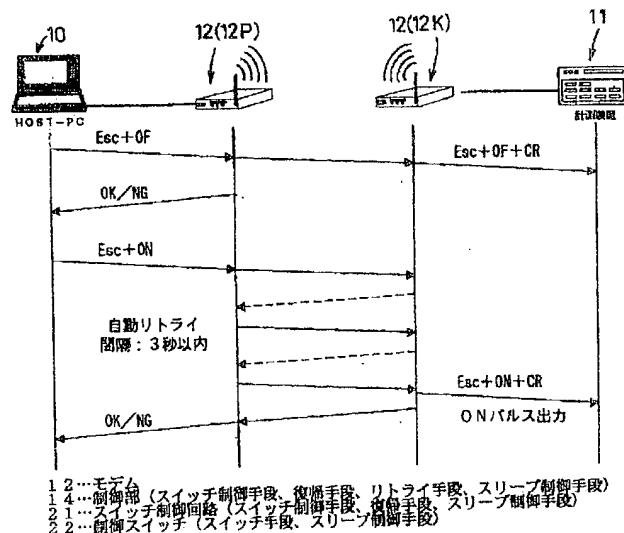 10
12(12P)
12(12K)
11
HOST-PC
計測機器
Esc+OF
Esc+OF+CR
OK/NG
Esc+ON
自動リトライ
間隔：3秒以内
Esc+ON+CR
ONパルス出力
OK/NG
12…モデム
14…制御部（スイッチ制御手段、復帰手段、リトライ手段、スリープ制御手段）
21…スイッチ制御回路（スイッチ制御手段、復帰手段、スリープ制御手段）
22…制御スイッチ（スイッチ手段、スリープ制御手段）